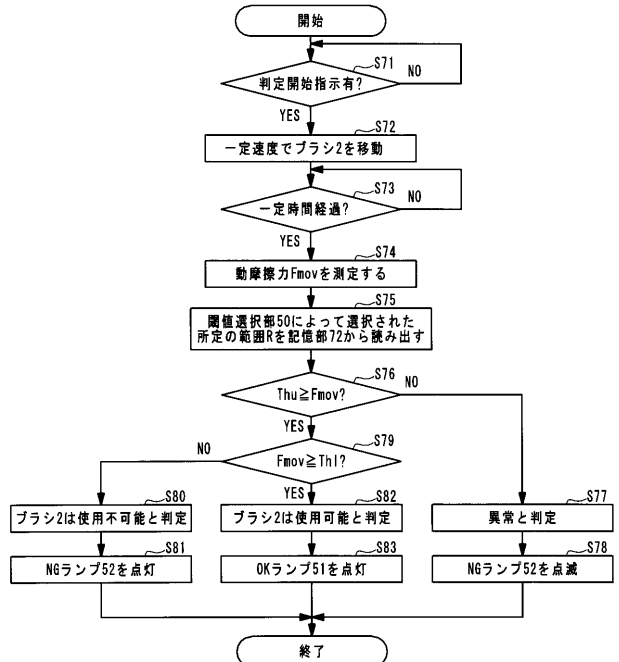 開始
S71
判定開始指示有?
NO
YES
S72
一定速度でブラシ2を移動
S73
一定時間経過?
NO
YES
S74
動摩擦力Fmovを測定する
S75
閾値選択部50によって選択された
所定の範囲Rを記憶部72から読み出す
S76
Thu≧Fmov?
NO
YES
S79
Fmov≧Thl?
NO
YES
S80
ブラシ2は使用不可能と判定
S82
ブラシ2は使用可能と判定
S77
異常と判定
S81
NGランプ52を点灯
S83
OKランプ51を点灯
S78
NGランプ52を点滅
終了